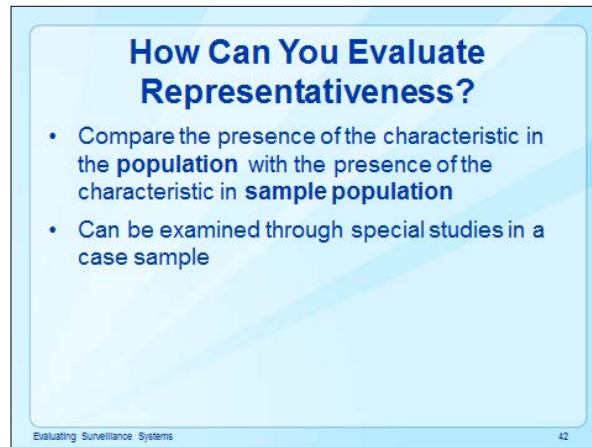 How Can You Evaluate
Representativeness?
• Compare the presence of the characteristic in
the population with the presence of the
characteristic in sample population
• Can be examined through special studies in a
case sample
Evaluating Surveillance Systems 42